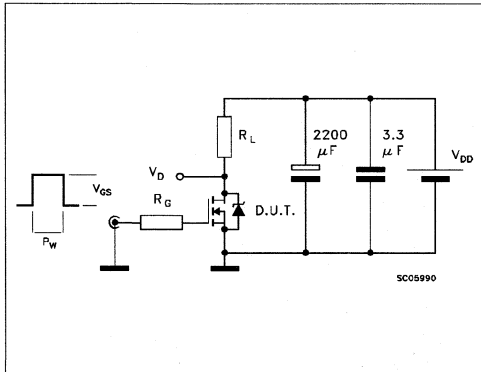 R_L
2200 μF
3.3 μF
V_DD
V_D
V_GS
R_G
D.U.T.
P_W
SC05990